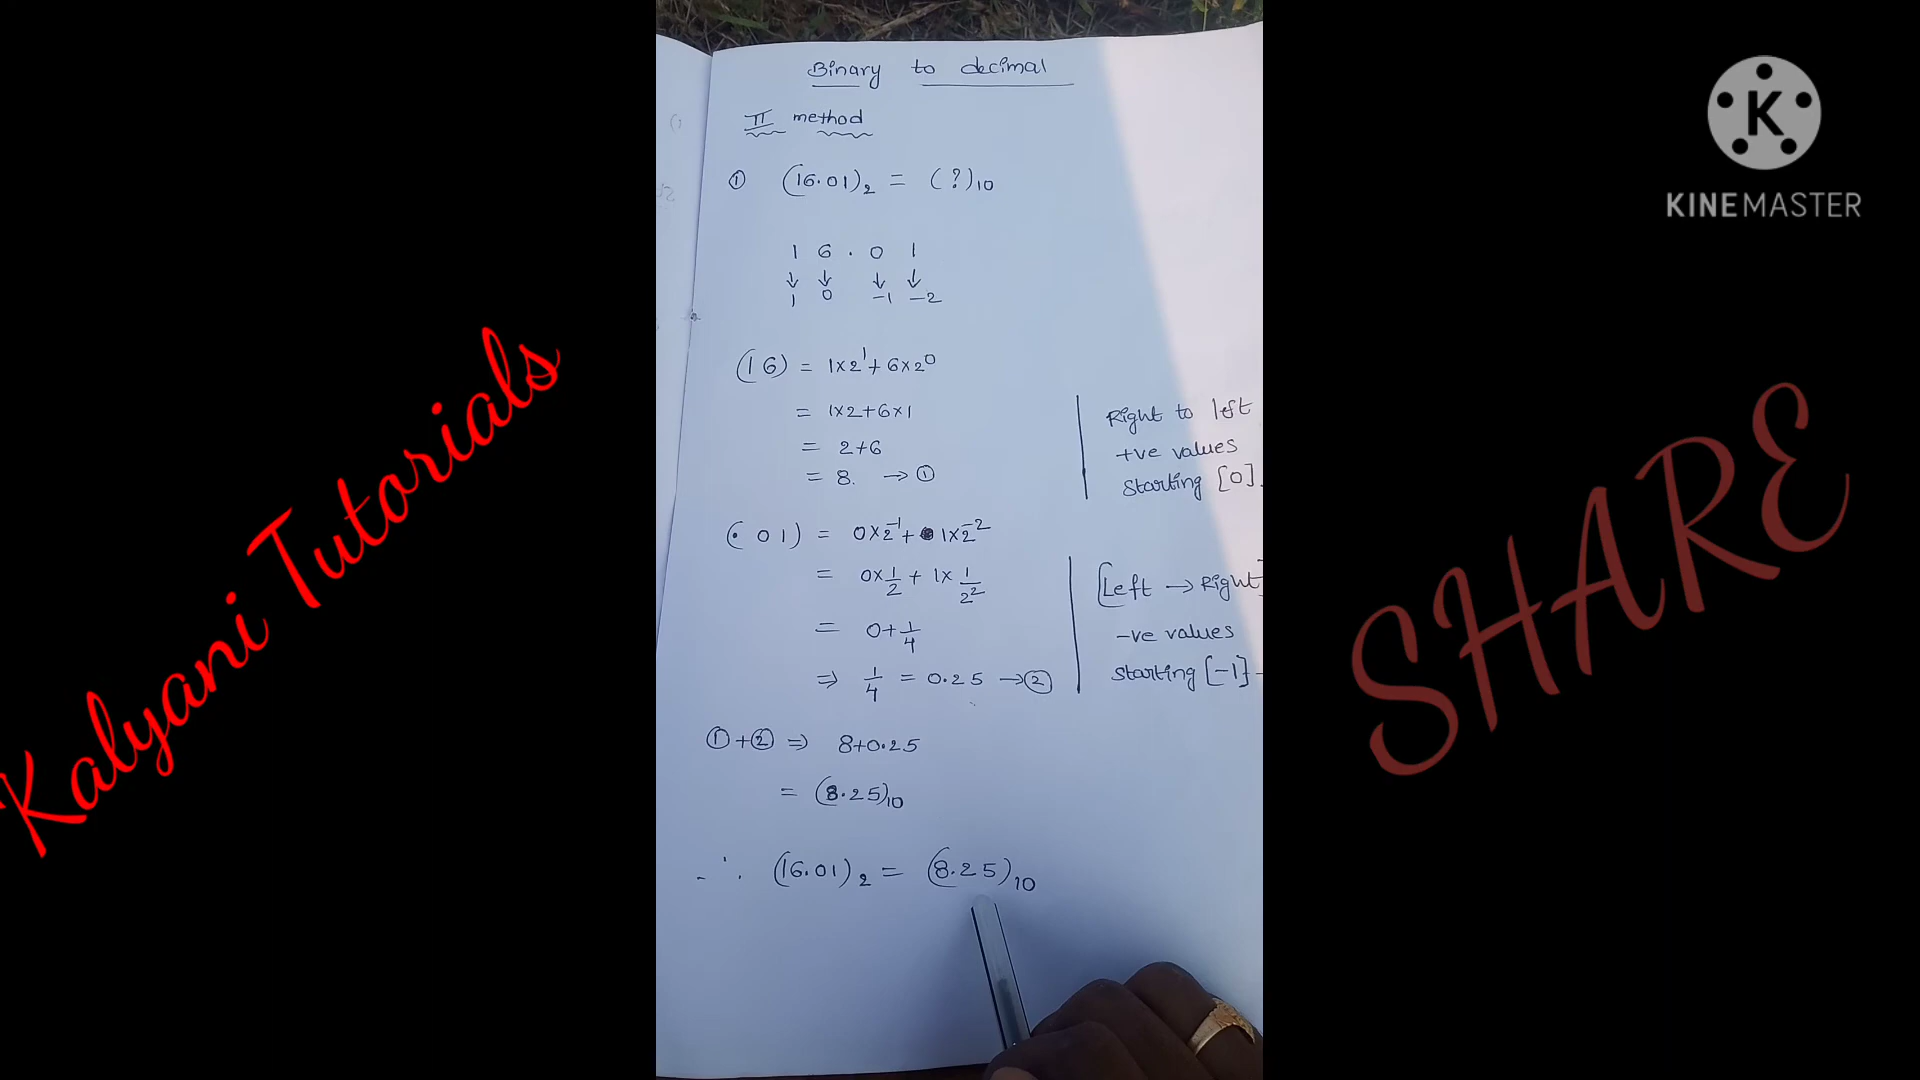 Binary to decimal
II method
① (16.01)₂ = (?)₁₀
1 6 . 0 1
↓ ↓ ↓ ↓
1 0 -1 -2
(16) = 1×2¹+6×2⁰
= 1×2+6×1
= 2+6
= 8. → ①
Right to left
+ve values
Starting [0].
(.01) = 0×2⁻¹+1×2⁻²
= 0×1/2 + 1×1/2²
= 0+1/4
⇒ 1/4 = 0.25 → ②
[Left → Right]
-ve values
Starting [-1]-
①+② ⇒ 8+0.25
= (8.25)₁₀
∴ (16.01)₂ = (8.25)₁₀
Kalyani Tutorials
K
KINEMASTER
SHARE